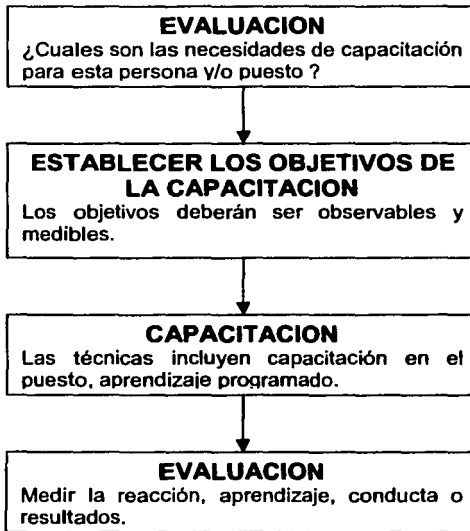 EVALUACION
¿Cuales son las necesidades de capacitación
para esta persona y/o puesto ?
ESTABLECER LOS OBJETIVOS DE
LA CAPACITACION
Los objetivos deberán ser observables y
medibles.
CAPACITACION
Las técnicas incluyen capacitación en el
puesto, aprendizaje programado.
EVALUACION
Medir la reacción, aprendizaje, conducta o
resultados.